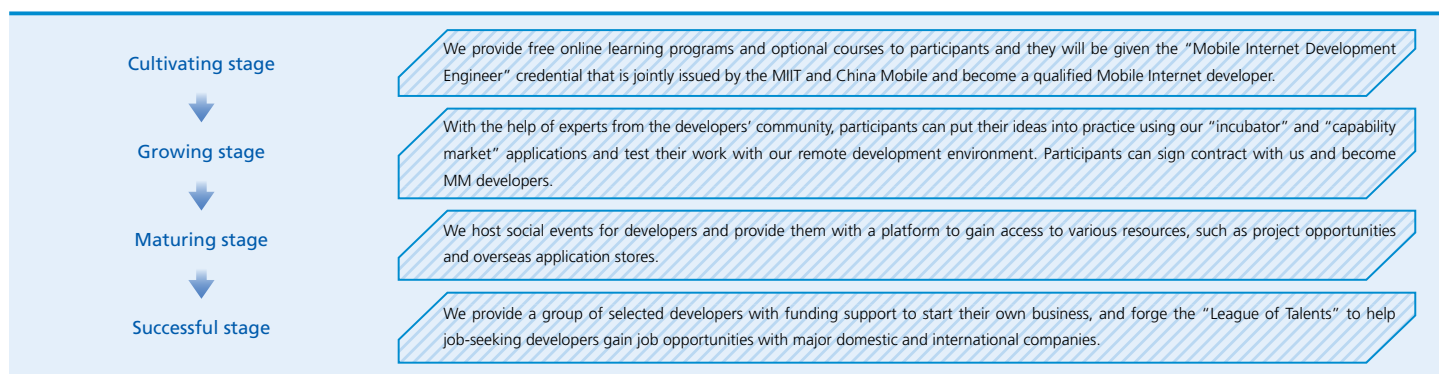 Cultivating stage
We provide free online learning programs and optional courses to participants and they will be given the “Mobile Internet Development
Engineer” credential that is jointly issued by the MIIT and China Mobile and become a qualified Mobile Internet developer.
Growing stage
With the help of experts from the developers’ community, participants can put their ideas into practice using our “incubator” and “capability
market” applications and test their work with our remote development environment. Participants can sign contract with us and become
MM developers.
Maturing stage
We host social events for developers and provide them with a platform to gain access to various resources, such as project opportunities
and overseas application stores.
Successful stage
We provide a group of selected developers with funding support to start their own business, and forge the “League of Talents” to help
job-seeking developers gain job opportunities with major domestic and international companies.